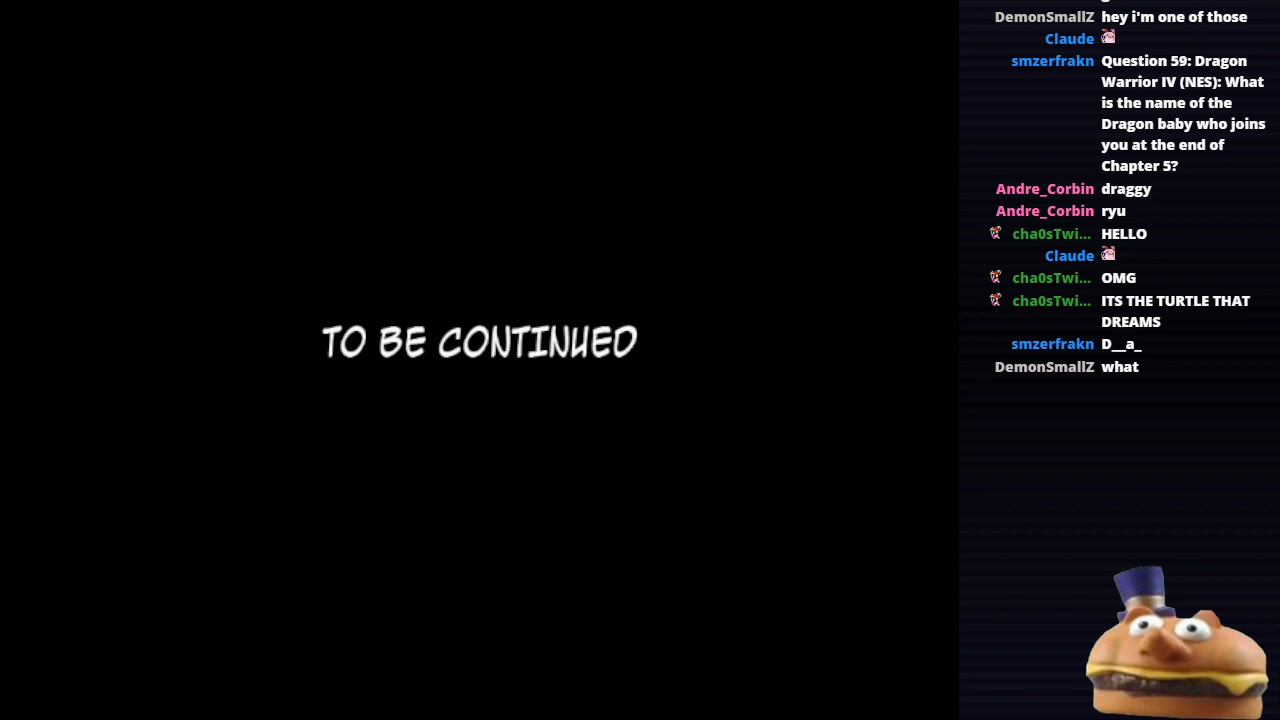 TO BE CONTINUED
DemonSmallZ hey i'm one of those
Claude
smzerfrakn Question 59: Dragon
Warrior IV (NES): What
is the name of the
Dragon baby who joins
you at the end of
Chapter 5?
Andre_Corbin draggy
Andre_Corbin ryu
cha0sTwi... HELLO
Claude
cha0sTwi... OMG
cha0sTwi... ITS THE TURTLE THAT
DREAMS
smzerfrakn D__a_
DemonSmallZ what